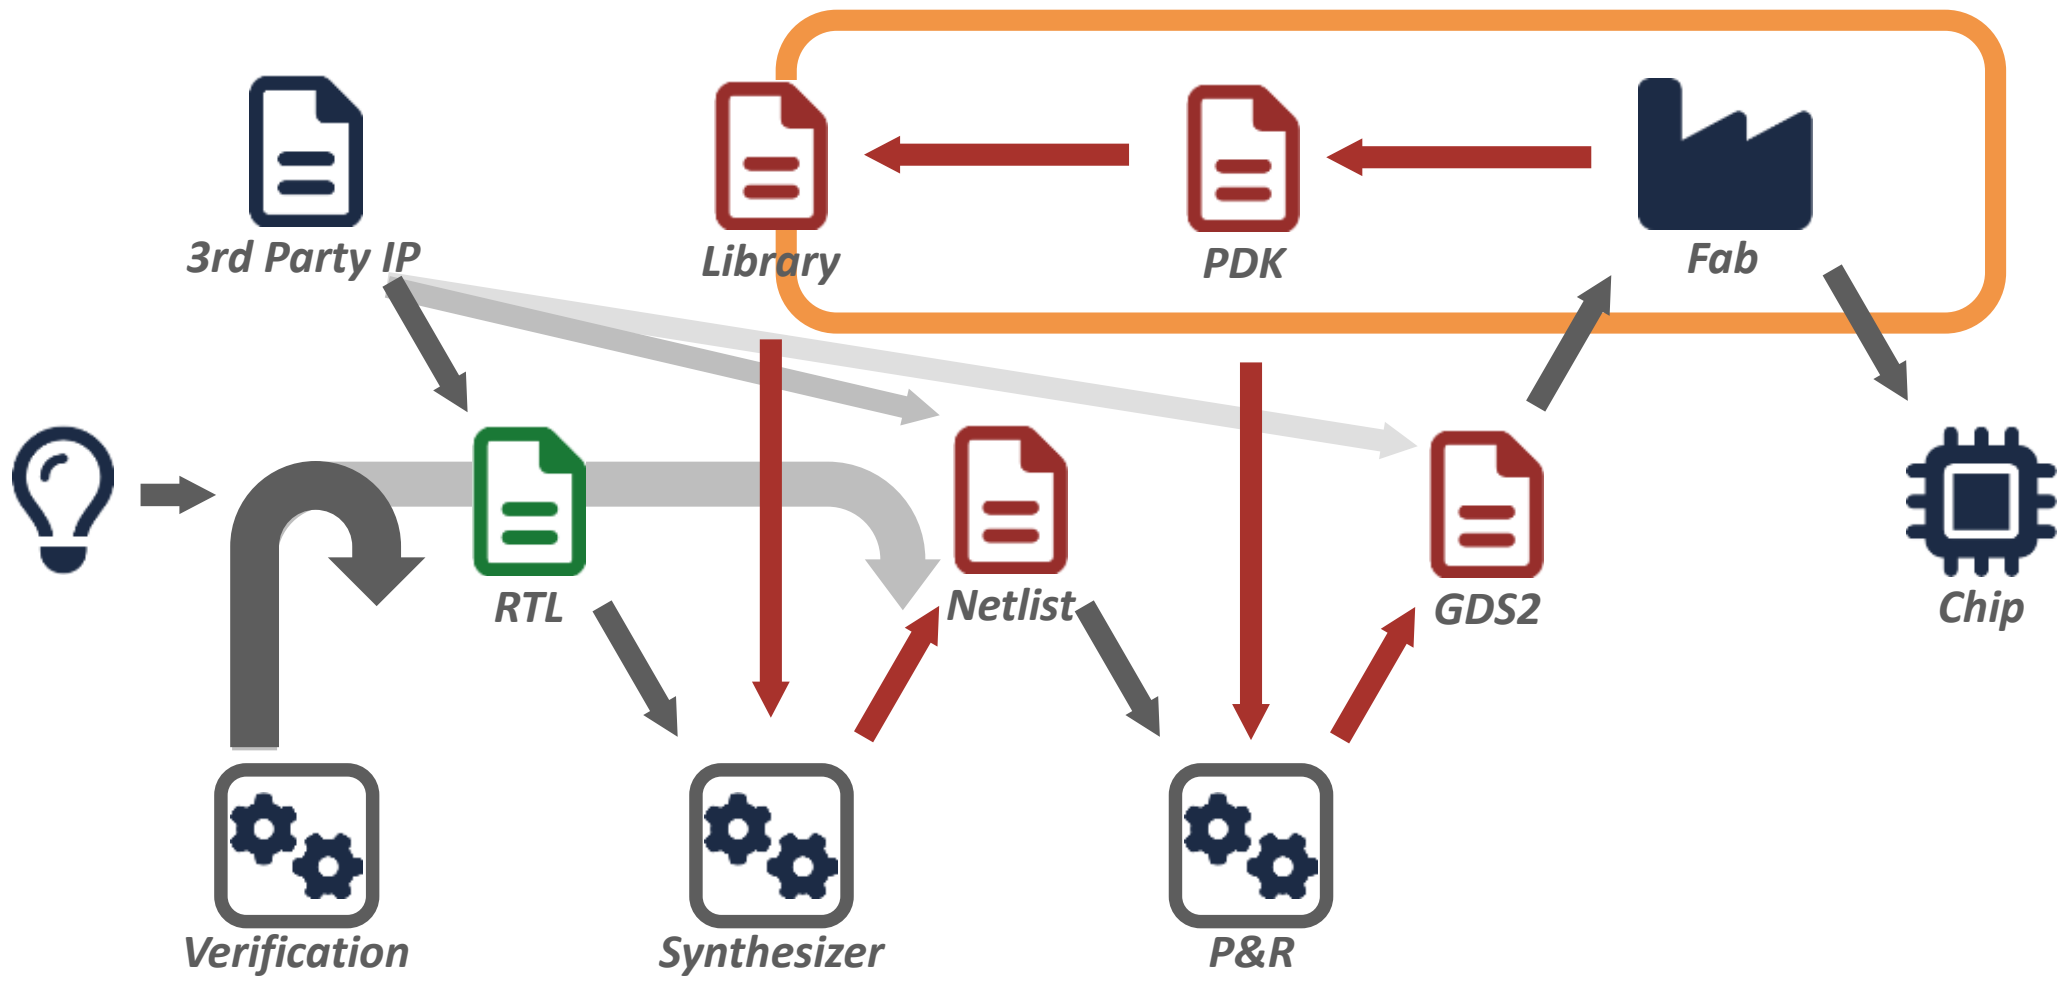 3rd Party IP
Library
PDK
Fab
RTL
Netlist
GDS2
Chip
Verification
Synthesizer
P&R